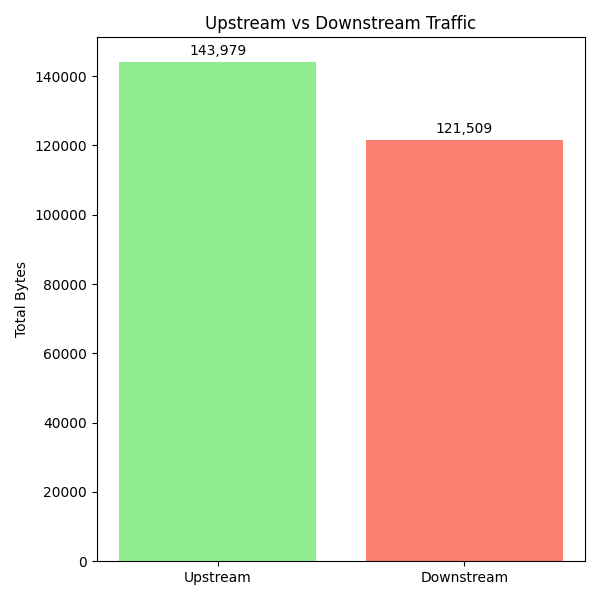 Upstream vs Downstream Traffic
143,979
121,509
140000
120000
100000
80000
60000
40000
20000
0
Total Bytes
Upstream
Downstream